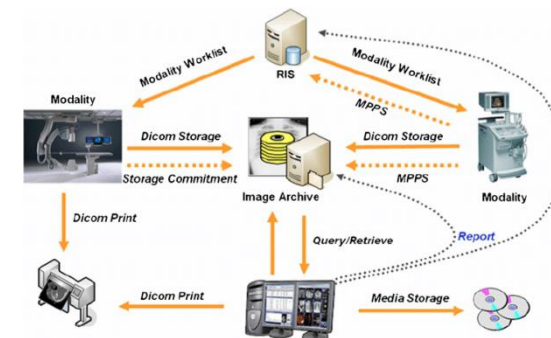 RIS
Modality Worklist
Modality Worklist
MPPS
Modality
Dicom Storage
Dicom Storage
Storage Commitment
MPPS
Image Archive
Modality
Dicom Print
Query/Retrieve
Report
Dicom Print
Media Storage